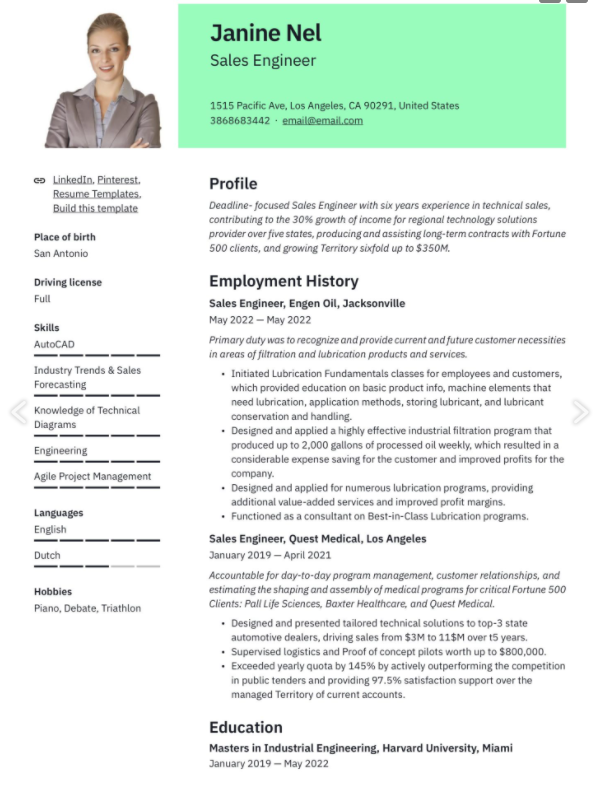 Janine Nel
Sales Engineer
1515 Pacific Ave, Los Angeles, CA 90291, United States
3868683442 · email@email.com
LinkedIn, Pinterest,
Resume Templates,
Build this template
Place of birth
San Antonio
Driving license
Full
Skills
AutoCAD
Industry Trends & Sales
Forecasting
Knowledge of Technical
Diagrams
Engineering
Agile Project Management
Languages
English
Dutch
Hobbies
Piano, Debate, Triathlon
Profile
Deadline- focused Sales Engineer with six years experience in technical sales,
contributing to the 30% growth of income for regional technology solutions
provider over five states, producing and assisting long-term contracts with Fortune
500 clients, and growing Territory sixfold up to $350M.
Employment History
Sales Engineer, Engen Oil, Jacksonville
May 2022 — May 2022
Primary duty was to recognize and provide current and future customer necessities
in areas of filtration and lubrication products and services.
• Initiated Lubrication Fundamentals classes for employees and customers,
which provided education on basic product info, machine elements that
need lubrication, application methods, storing lubricant, and lubricant
conservation and handling.
• Designed and applied a highly effective industrial filtration program that
produced up to 2,000 gallons of processed oil weekly, which resulted in a
considerable expense saving for the customer and improved profits for the
company.
• Designed and applied for numerous lubrication programs, providing
additional value-added services and improved profit margins.
• Functioned as a consultant on Best-in-Class Lubrication programs.
Sales Engineer, Quest Medical, Los Angeles
January 2019 — April 2021
Accountable for day-to-day program management, customer relationships, and
estimating the shaping and assembly of medical programs for critical Fortune 500
Clients: Pall Life Sciences, Baxter Healthcare, and Quest Medical.
• Designed and presented tailored technical solutions to top-3 state
automotive dealers, driving sales from $3M to 11$M over t5 years.
• Supervised logistics and Proof of concept pilots worth up to $800,000.
• Exceeded yearly quota by 145% by actively outperforming the competition
in public tenders and providing 97.5% satisfaction support over the
managed Territory of current accounts.
Education
Masters in Industrial Engineering, Harvard University, Miami
January 2019 — May 2022